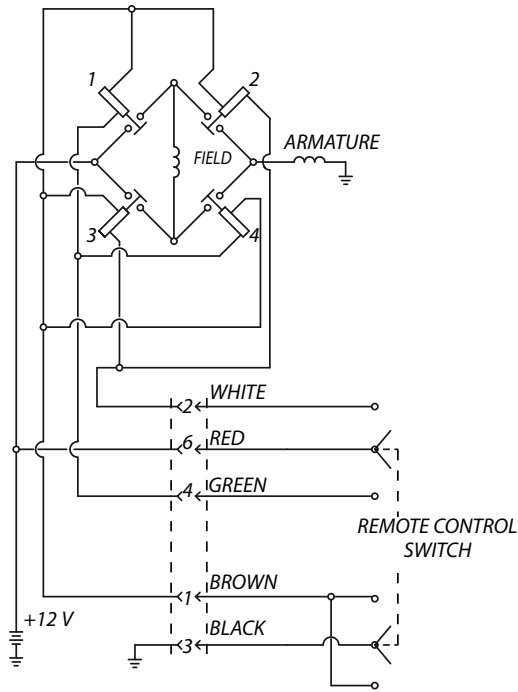 1
2
ARMATURE
FIELD
3
4
2 WHITE
6 RED
4 GREEN
REMOTE CONTROL
SWITCH
1 BROWN
+12 V
3 BLACK